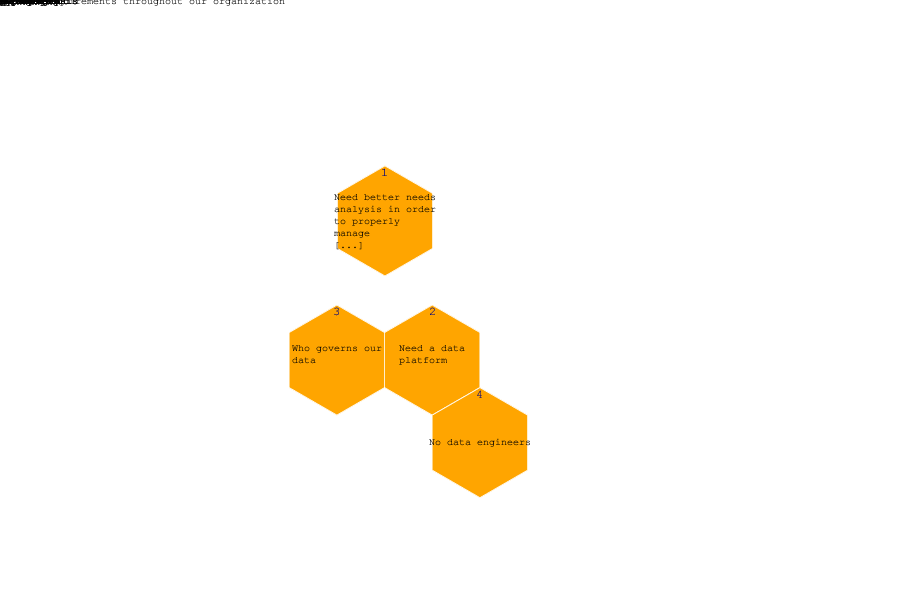 throughout our organization
1
Need better needs
analysis in order
to properly
manage
[...]
3
Who governs our
data
2
Need a data
platform
4
No data engineers